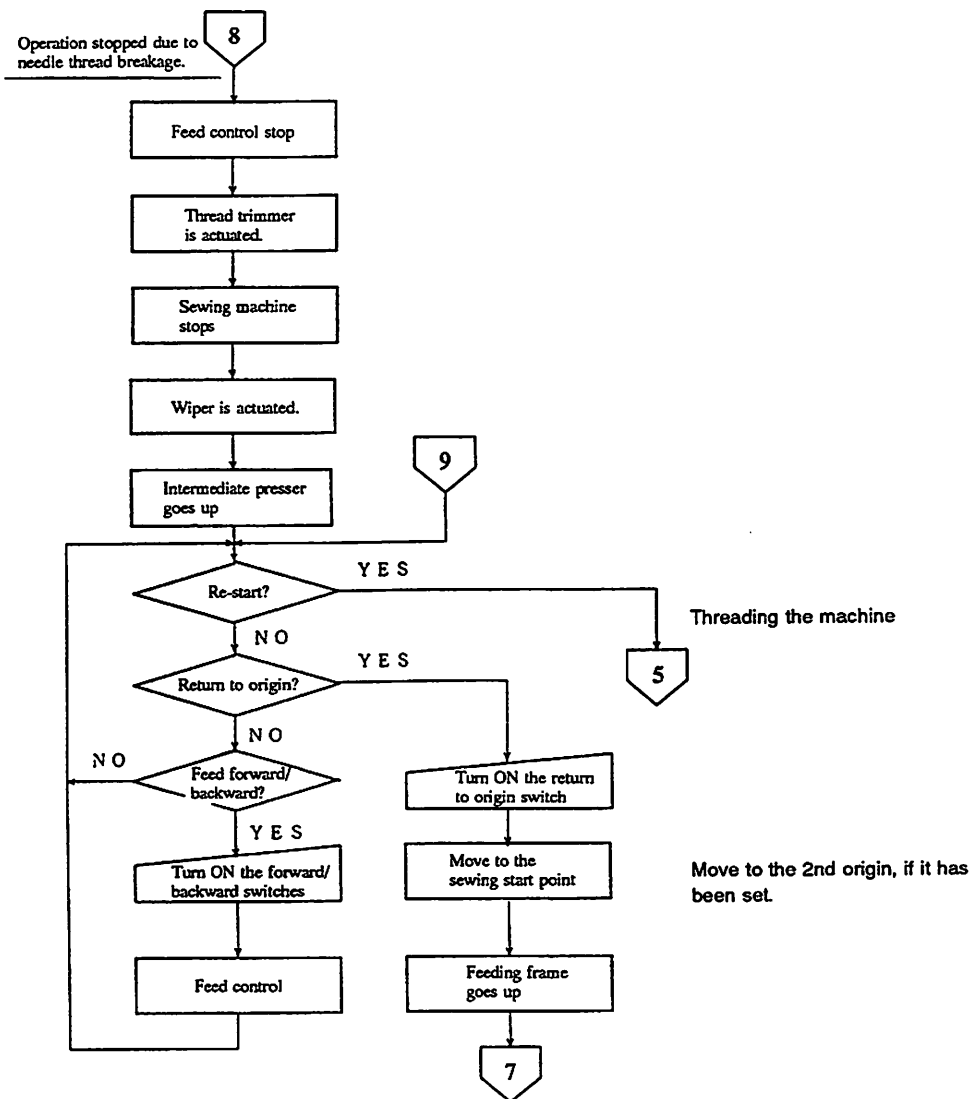 8
Operation stopped due to
needle thread breakage.
Feed control stop
Thread trimmer
is actuated.
Sewing machine
stops
Wiper is actuated.
9
Intermediate presser
goes up
YES
Re-start?
Threading the machine
NO
YES
5
Return to origin?
NO
NO
Feed forward/
backward?
Turn ON the return
to origin switch
YES
Turn ON the forward/
backward switches
Move to the
sewing start point
Move to the 2nd origin, if it has
been set.
Feed control
Feeding frame
goes up
7